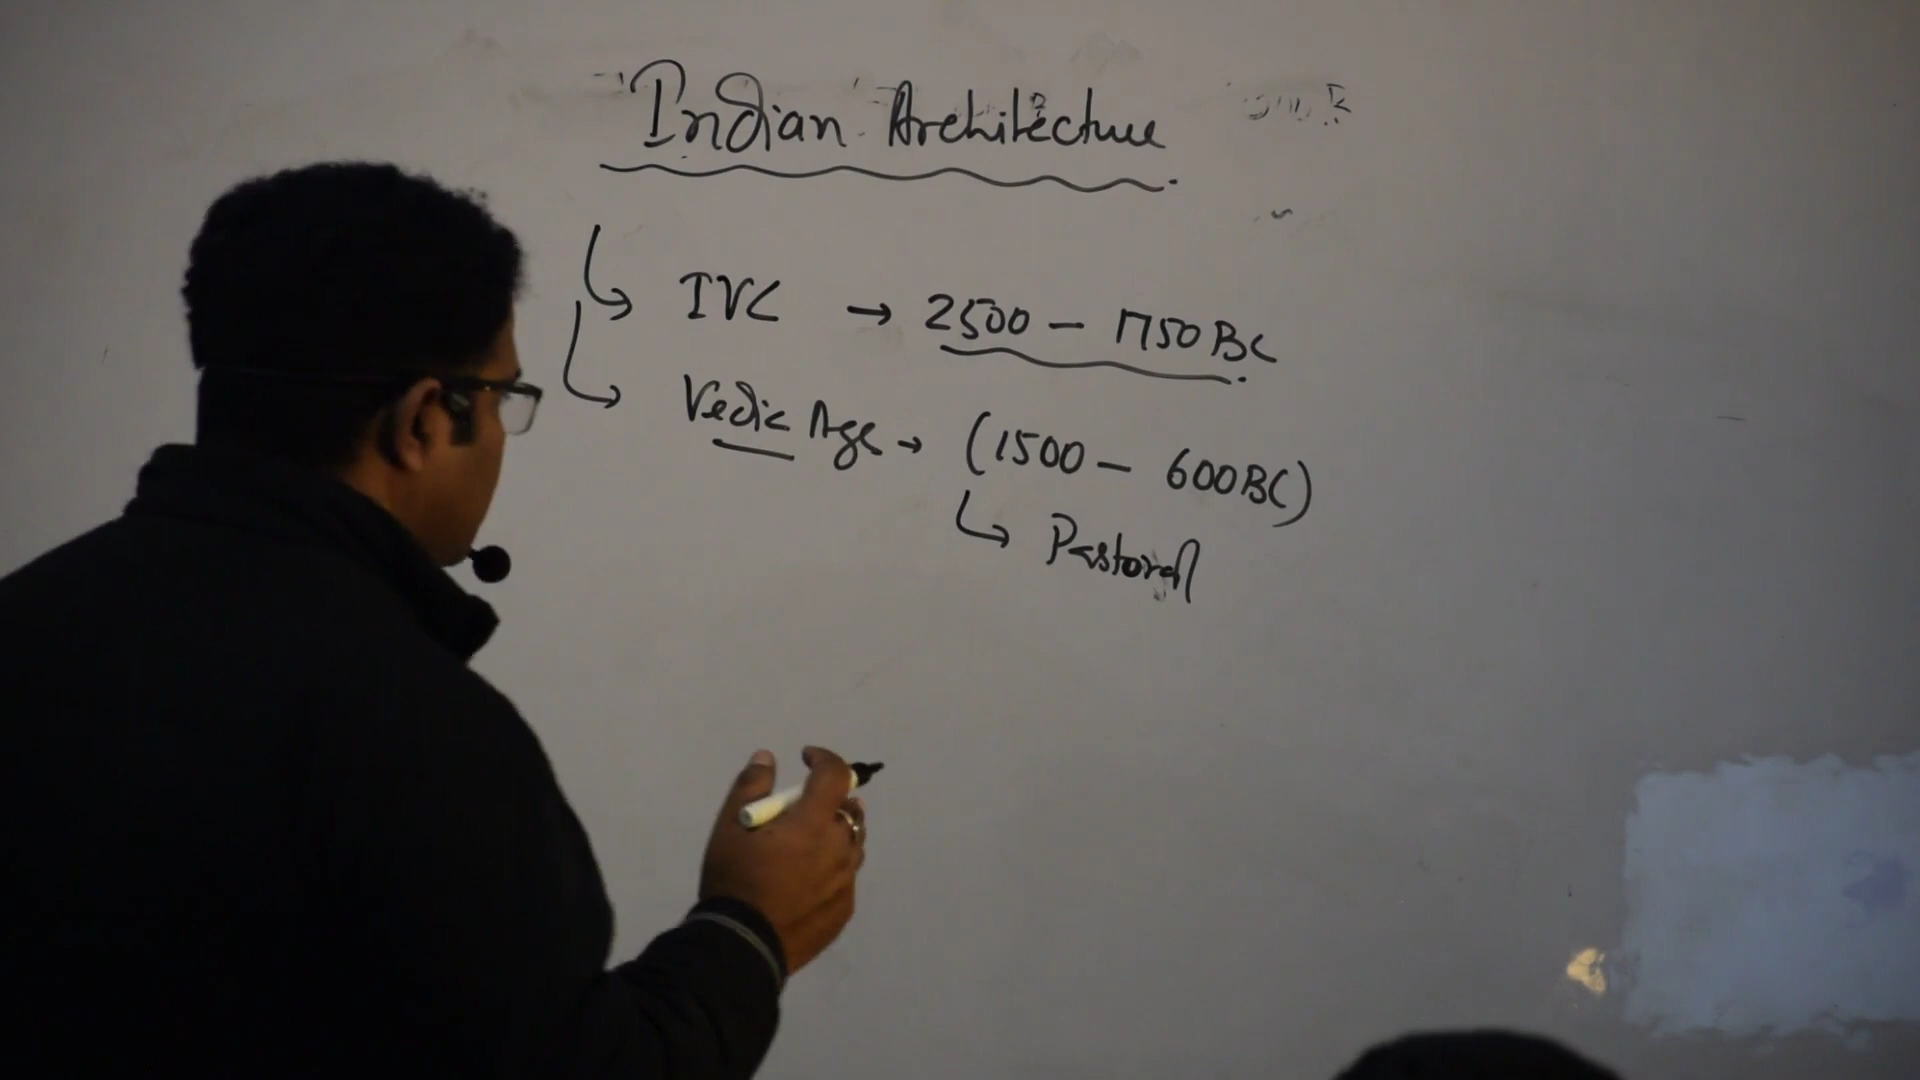 Indian Architecture
IVC → 2500 - 1750 BC
Vedic Age → (1500 - 600 BC)
Pastoral